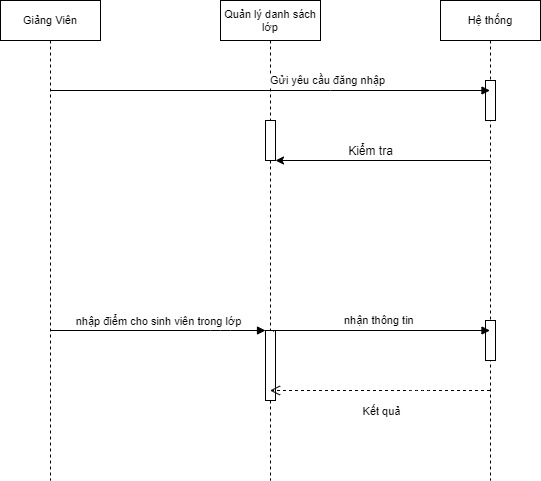 Giảng Viên
Quản lý danh sách
lớp
Hệ thống
Gửi yêu cầu đăng nhập
Kiểm tra
nhập điểm cho sinh viên trong lớp
nhận thông tin
Kết quả